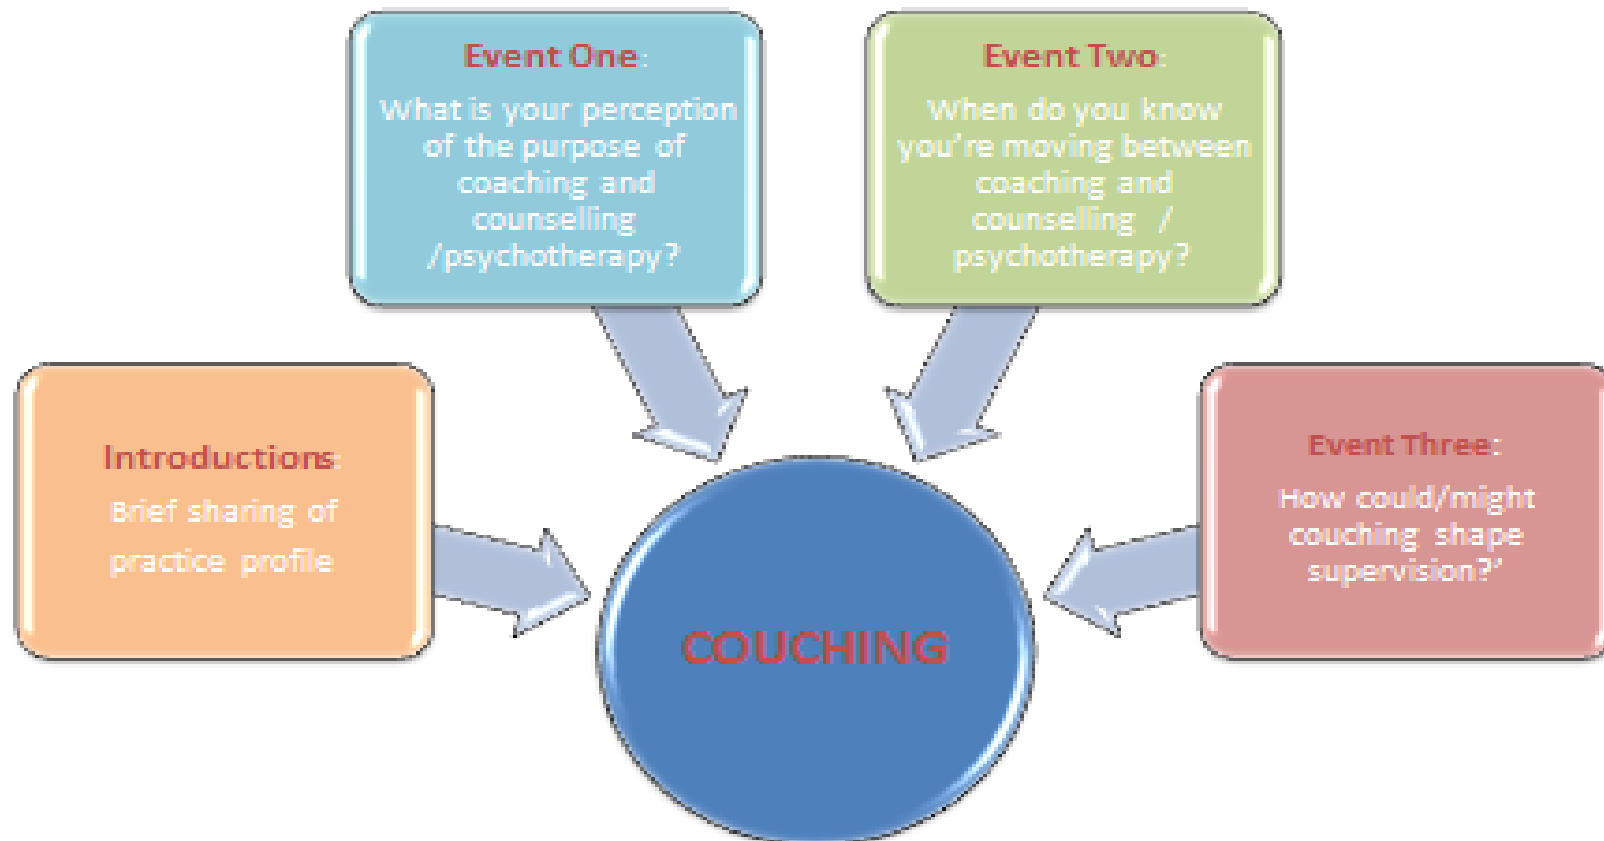 Introductions:
Brief sharing of
practice profile
Event One:
What is your perception
of the purpose of
coaching and
counselling
/psychotherapy?
Event Two:
When do you know
you're moving between
coaching and
counselling /
psychotherapy?
Event Three:
How could/might
couching shape
supervision?'
COUCHING